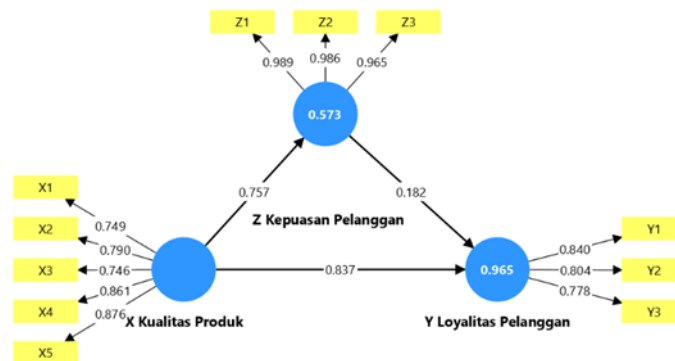 Z1 Z2 Z3
0.989 0.986 0.965
0.573
0.757 0.182
Z Kepuasan Pelanggan
X1
X2
X3
X4
X5
0.749
0.790
0.746
0.861
0.876
X Kualitas Produk
0.837
0.965
Y Loyalitas Pelanggan
0.840
0.804
0.778
Y1
Y2
Y3